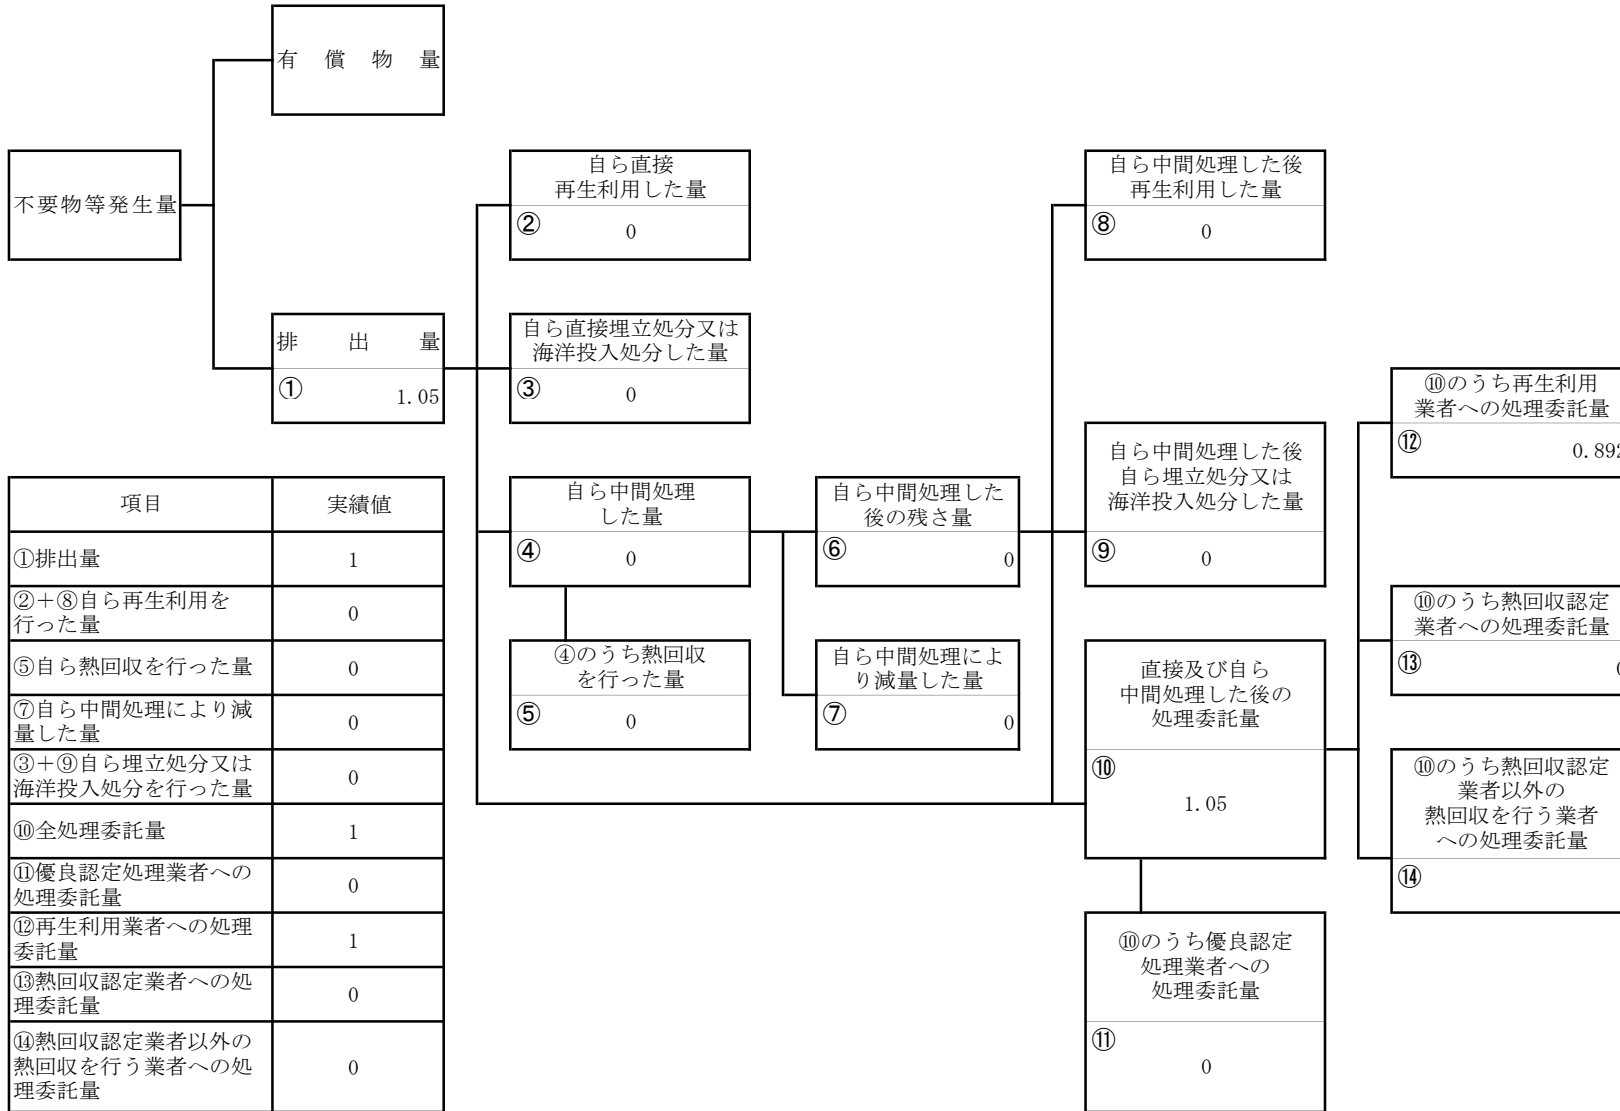 有 償 物 量
不要物等発生量
自ら直接
再生利用した量
② 0
自ら中間処理した後
再生利用した量
⑧ 0
排 出 量
① 1.05
自ら直接埋立処分又は
海洋投入処分した量
③ 0
⑩のうち再生利用
業者への処理委託量
⑫ 0.892
自ら中間処理した後
自ら埋立処分又は
海洋投入処分した量
⑨ 0
自ら中間処理
した量
④ 0
自ら中間処理した
後の残さ量
⑥ 0
⑩のうち熱回収認定
業者への処理委託量
⑬ 0
④のうち熱回収
を行った量
⑤ 0
自ら中間処理によ
り減量した量
⑦ 0
直接及び自ら
中間処理した後の
処理委託量
⑩
1.05
⑩のうち熱回収認定
業者以外の
熱回収を行う業者
への処理委託量
⑭
⑩のうち優良認定
処理業者への
処理委託量
⑪
0
項目 実績値
①排出量 1
②+⑧自ら再生利用を
行った量 0
⑤自ら熱回収を行った量 0
⑦自ら中間処理により減
量した量 0
③+⑨自ら埋立処分又は
海洋投入処分を行った量 0
⑩全処理委託量 1
⑪優良認定処理業者への
処理委託量 0
⑫再生利用業者への処理
委託量 1
⑬熱回収認定業者への処
理委託量 0
⑭熱回収認定業者以外の
熱回収を行う業者への処
理委託量 0